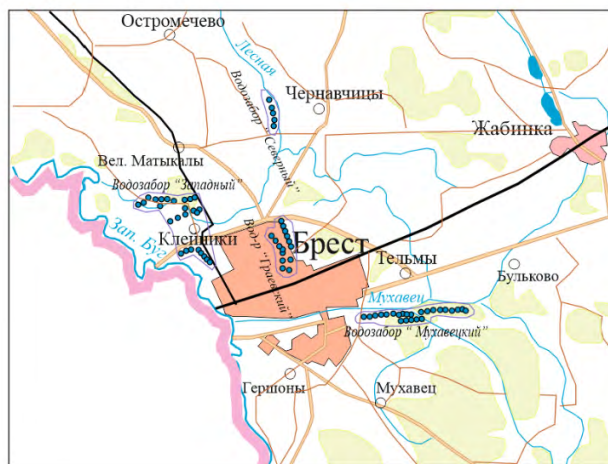 Остромечево
Лесная
Водозабор "Северный"
Чернавчицы
Жабинка
Вел. Матыкалы
Водозабор "Западный"
Зап. Буг
Клейники
Вод-р "Граевский"
Брест
Тельмы
Бульково
Мухавец
Водозабор " Мухавецкий"
Гершоны
Мухавец